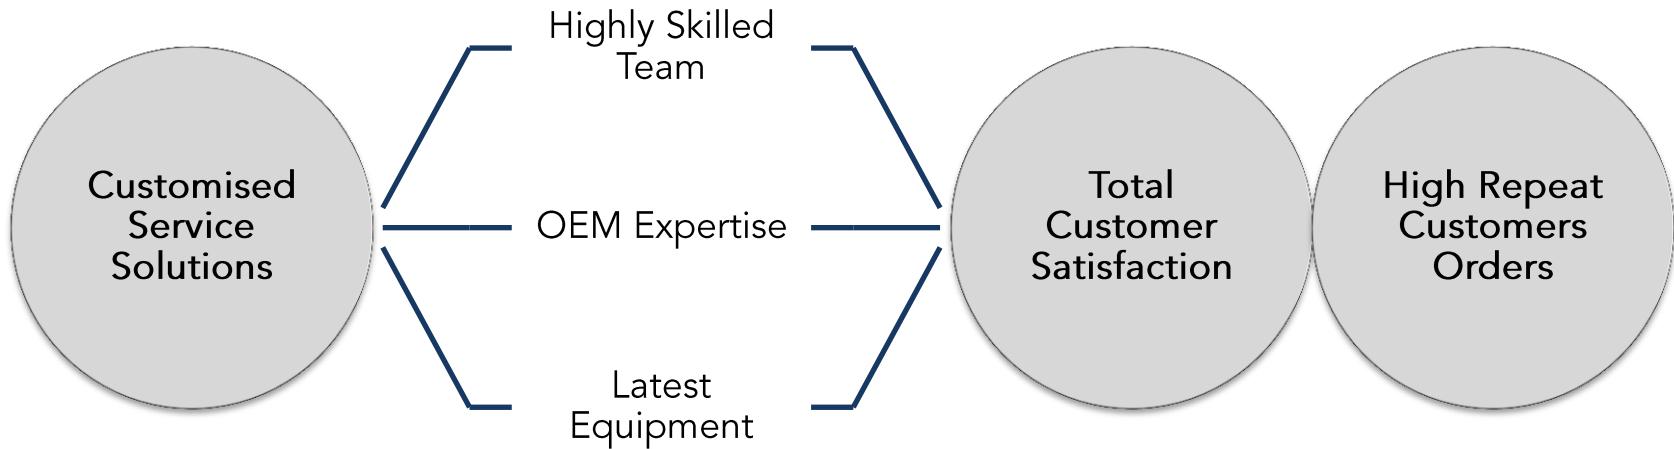 Customised
Service
Solutions
Highly Skilled
Team
OEM Expertise
Latest
Equipment
Total
Customer
Satisfaction
High Repeat
Customers
Orders